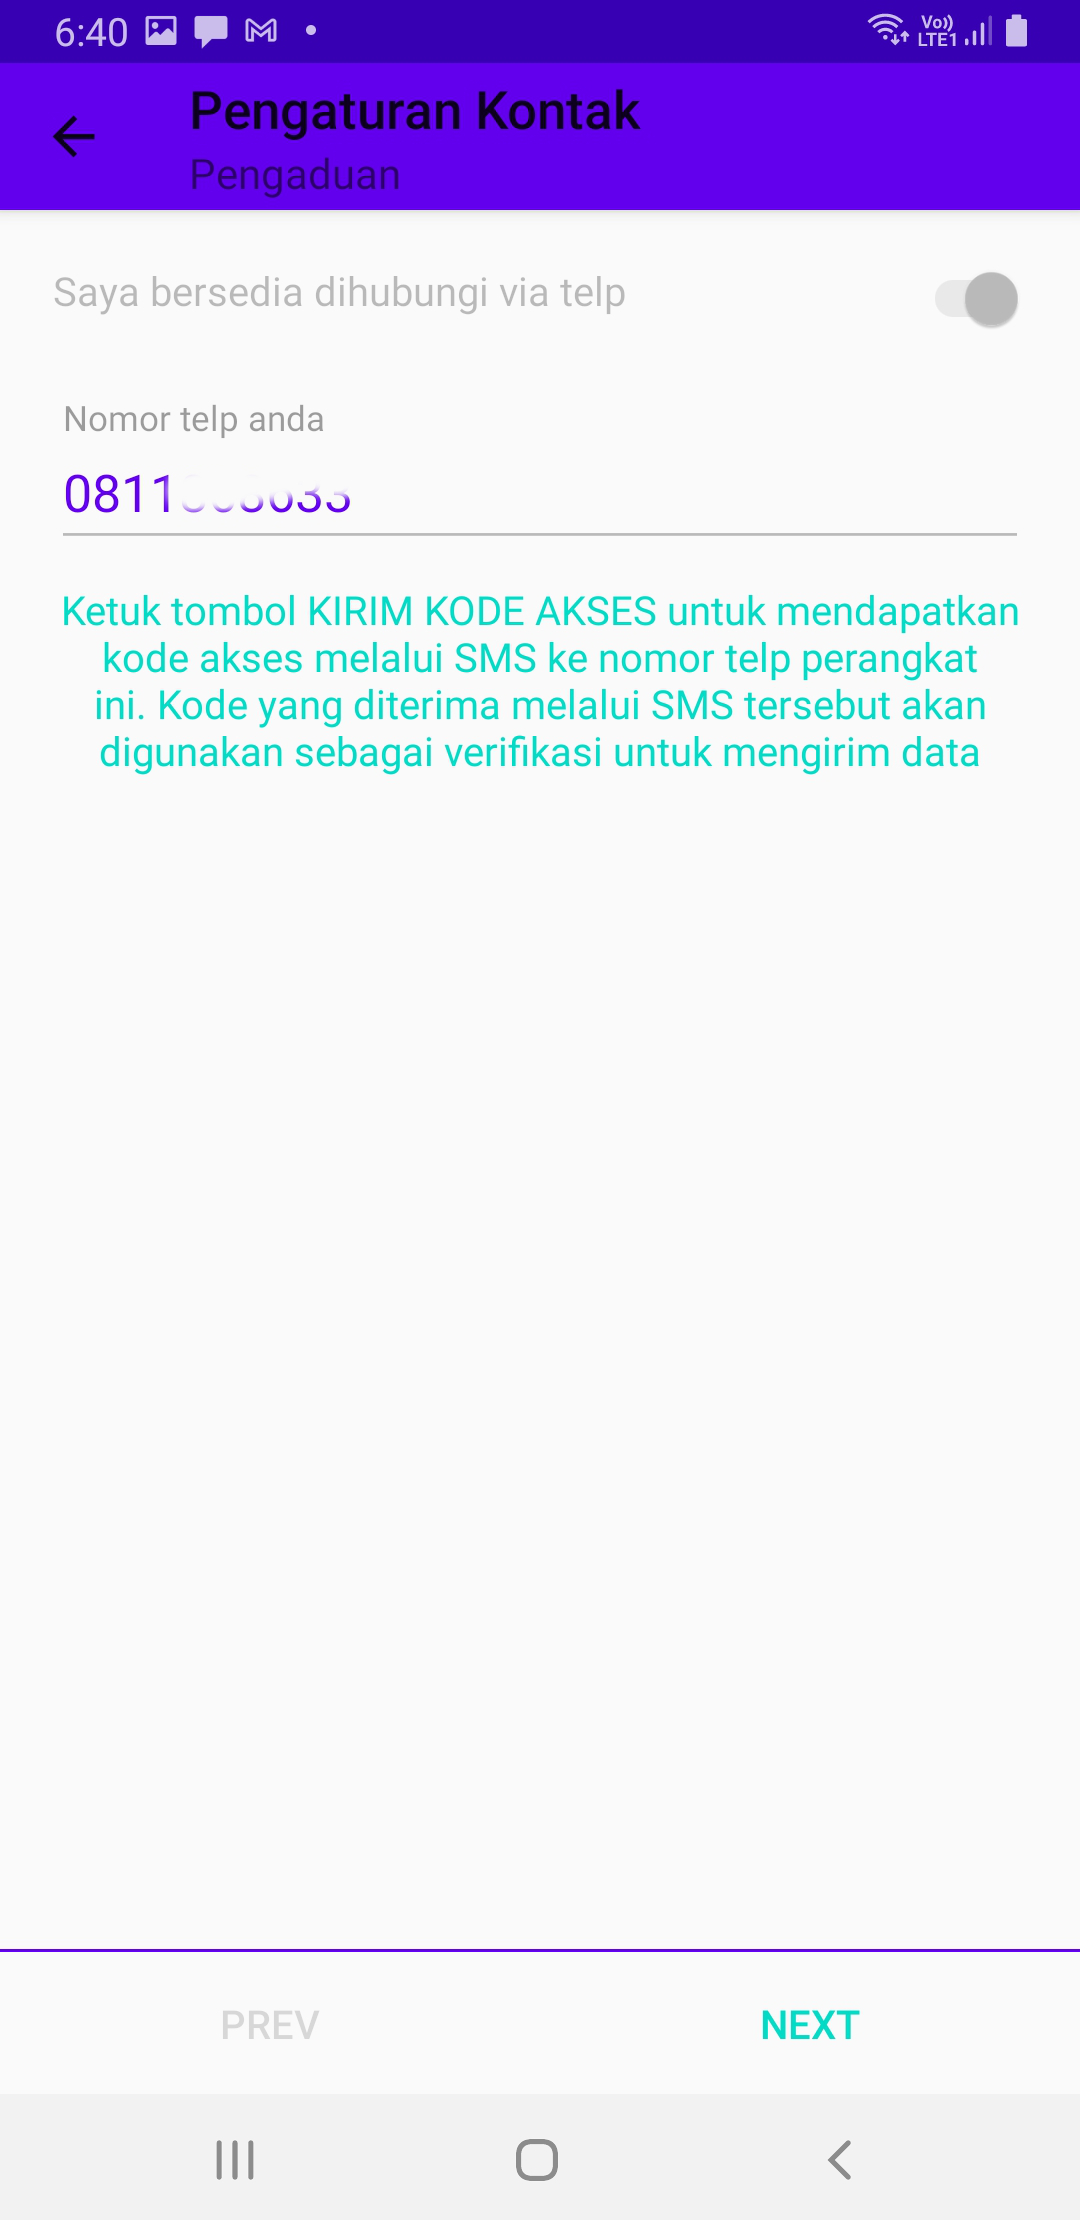 6:40
Vo))
LTE1
Pengaturan Kontak
Pengaduan
Saya bersedia dihubungi via telp
Nomor telp anda
Ketuk tombol KIRIM KODE AKSES untuk mendapatkan
kode akses melalui SMS ke nomor telp perangkat
ini. Kode yang diterima melalui SMS tersebut akan
digunakan sebagai verifikasi untuk mengirim data
PREV
NEXT